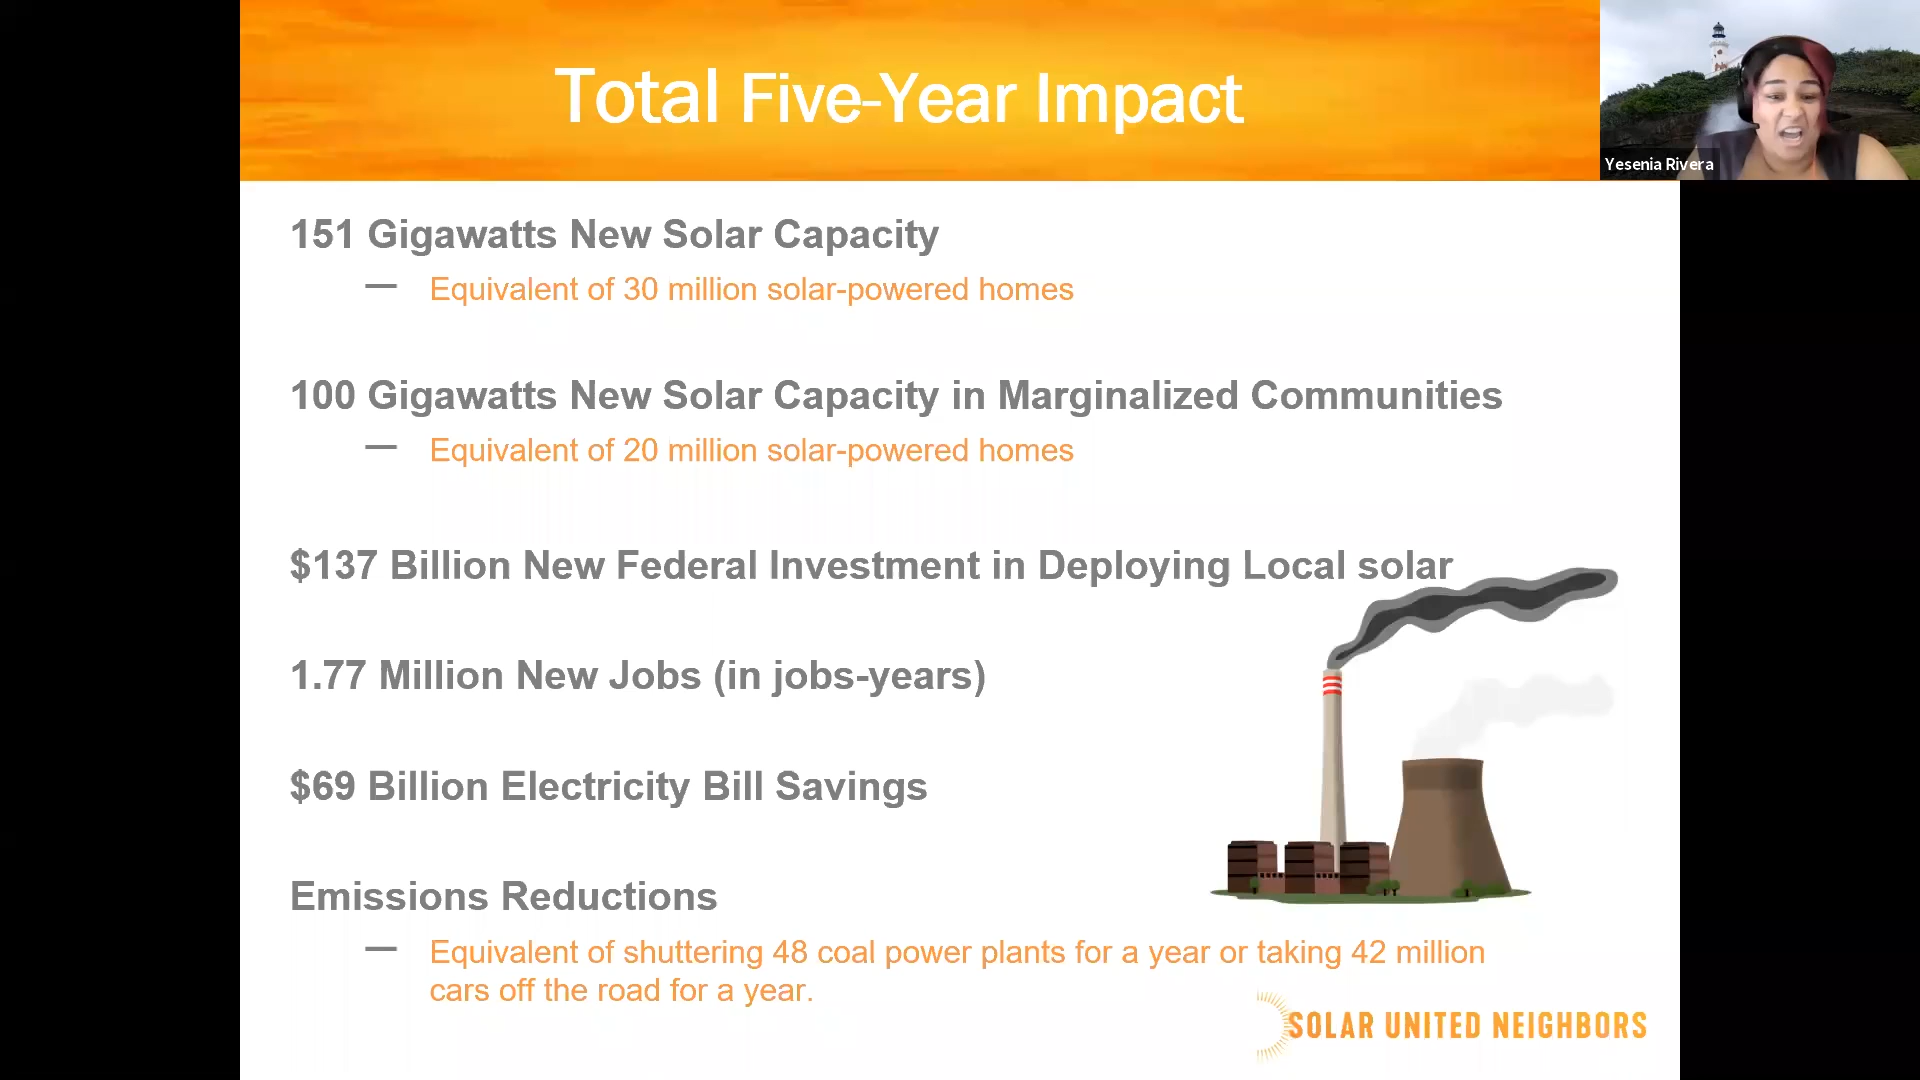 Total Five-Year Impact
Yesenia Rivera
151 Gigawatts New Solar Capacity
— Equivalent of 30 million solar-powered homes
100 Gigawatts New Solar Capacity in Marginalized Communities
— Equivalent of 20 million solar-powered homes
$137 Billion New Federal Investment in Deploying Local solar
1.77 Million New Jobs (in jobs-years)
$69 Billion Electricity Bill Savings
Emissions Reductions
— Equivalent of shuttering 48 coal power plants for a year or taking 42 million
cars off the road for a year.
SOLAR UNITED NEIGHBORS